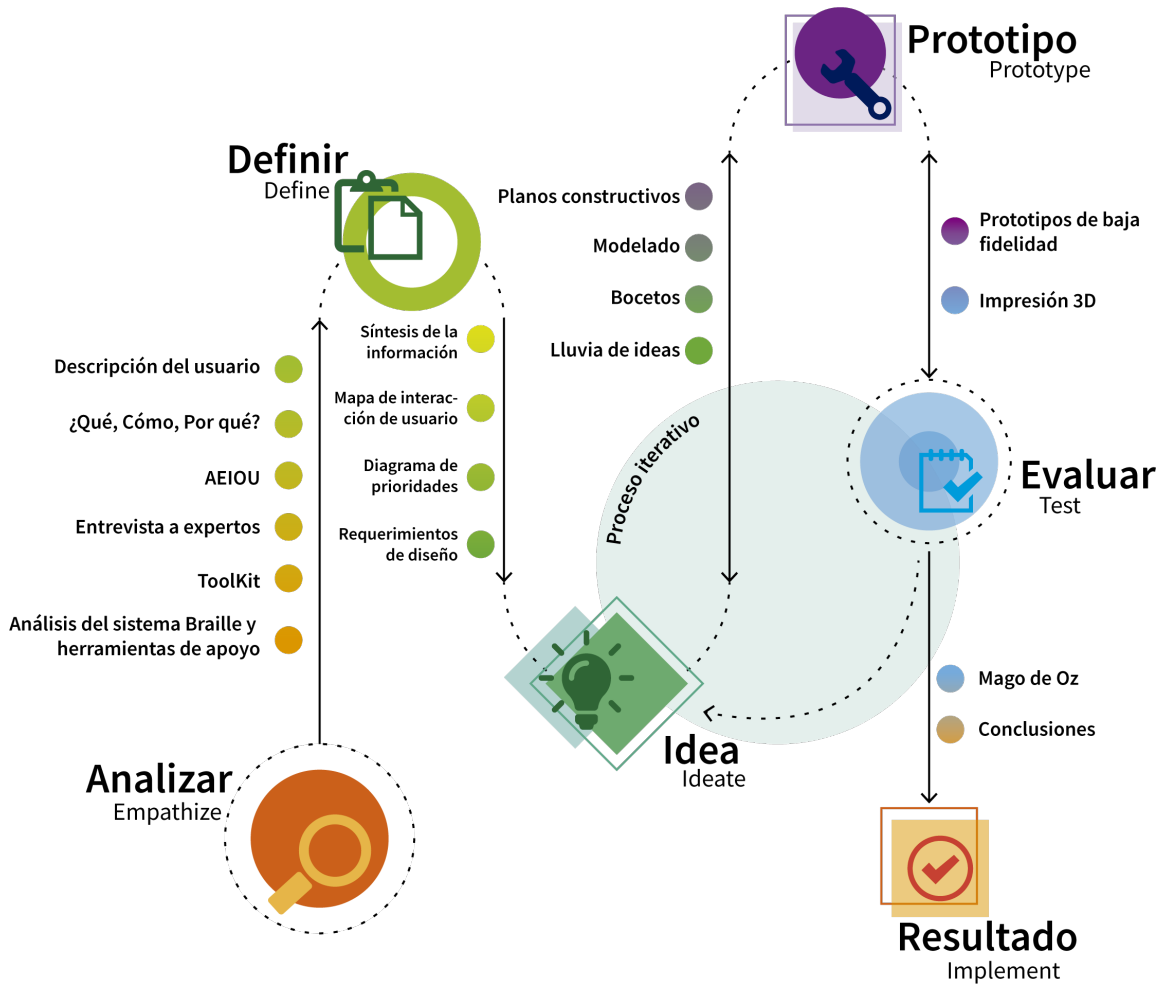 Analizar
Empathize
Descripción del usuario
¿Qué, Cómo, Por qué?
AEIOU
Entrevista a expertos
ToolKit
Análisis del sistema Braille y
herramientas de apoyo
Definir
Define
Síntesis de la
información
Mapa de interac-
ción de usuario
Diagrama de
prioridades
Requerimientos
de diseño
Idea
Ideate
Planos constructivos
Modelado
Bocetos
Lluvia de ideas
Proceso iterativo
Prototipo
Prototype
Prototipos de baja
fidelidad
Impresión 3D
Evaluar
Test
Mago de Oz
Conclusiones
Resultado
Implement